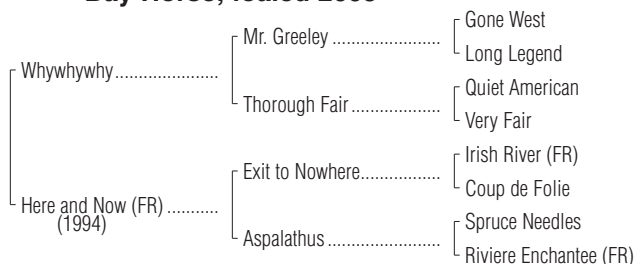 Bay Horse, foaled
Gone West
Mr. Greeley
Long Legend
Whywhywhy
Quiet American
Thorough Fair
Very Fair
Irish River (FR)
Exit to Nowhere
Coup de Folie
Here and Now (FR)
(1994)
Spruce Needles
Aspalathus
Riviere Enchantee (FR)